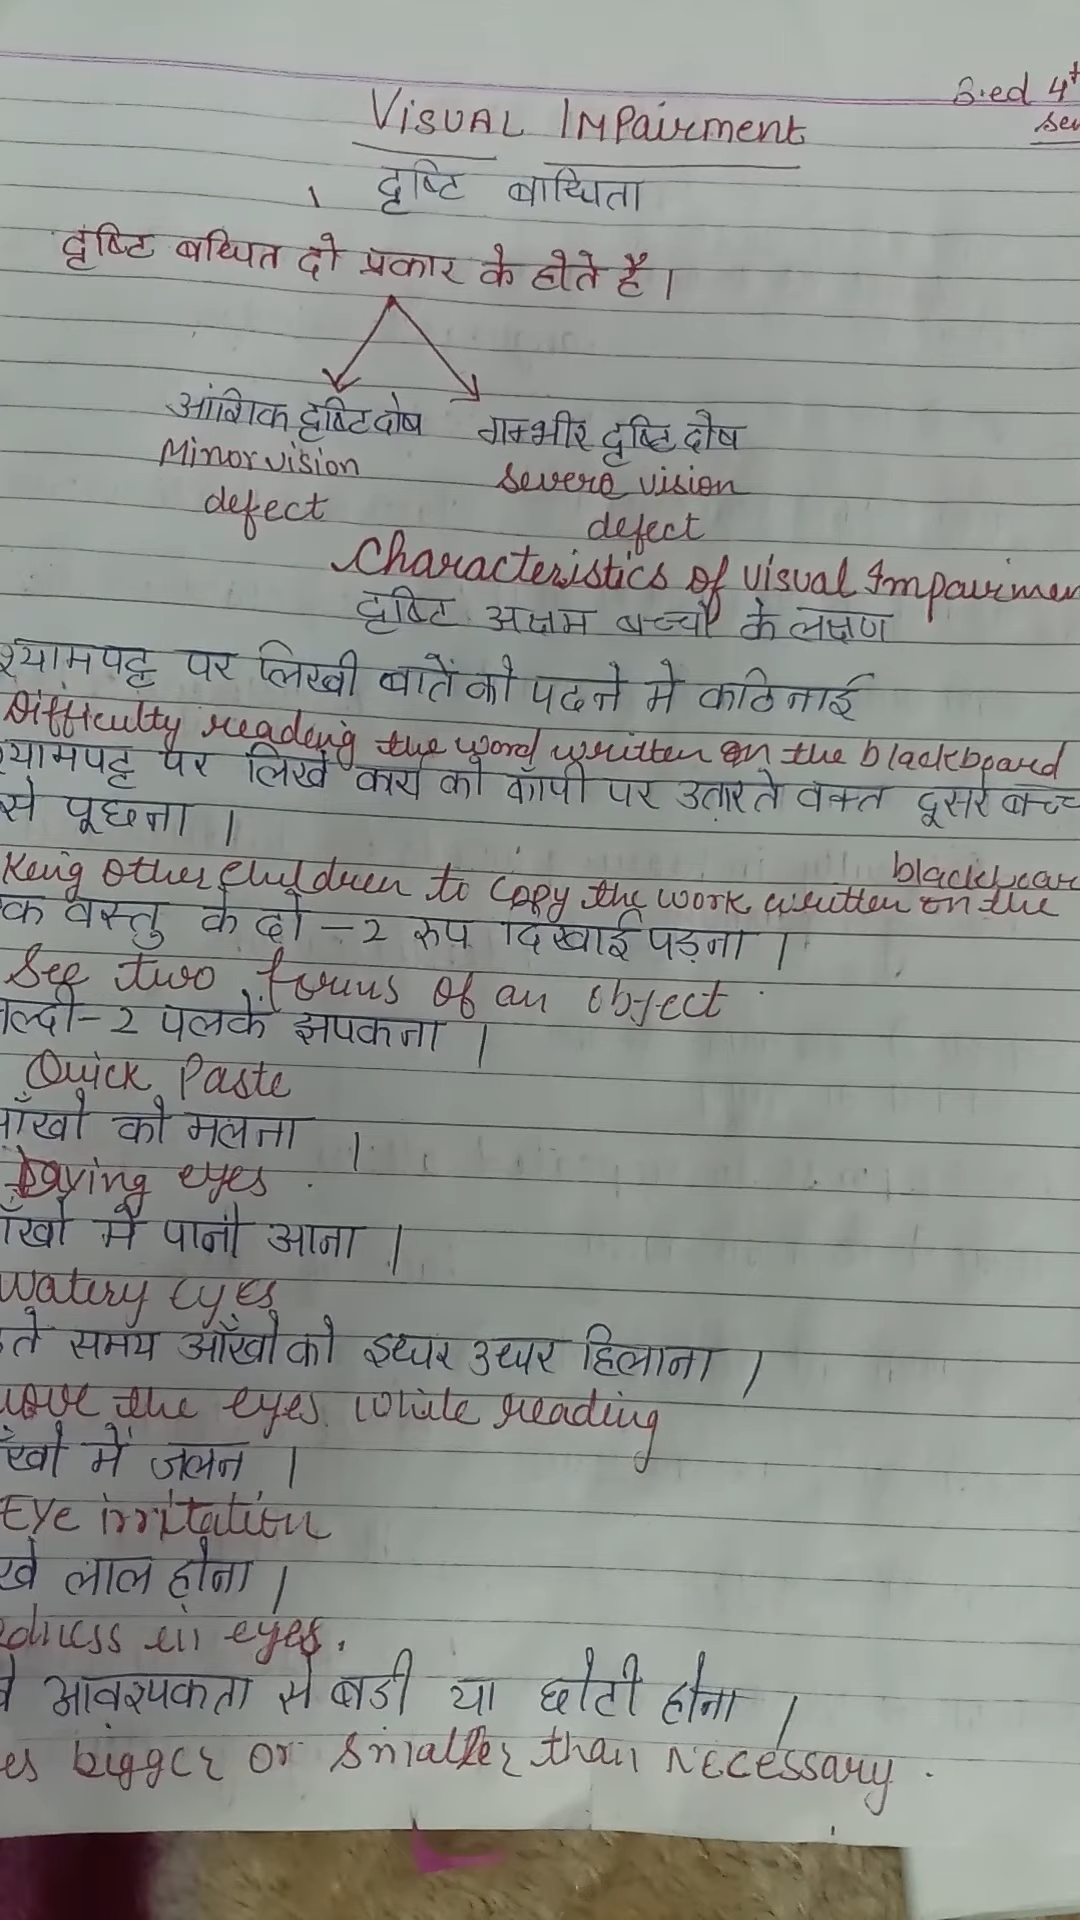 B.ed 4th
VISUAL IMPairment
दृष्टि बाधिता
दृष्टि बधित दो प्रकार के होते है।
आंशिक दृष्टि दोष गम्भीर दृष्टि दोष
Minor vision severe vision
defect defect
Characteristics of visual Impairmen
दृष्टि अक्षम बच्चो के लक्षण
श्यामपट्ट पर लिखी बातें को पढने मे कठिनाई
Difficulty reading the word written on the blackboard
यामपट्ट पर लिखे कार्य को कॉपी पर उतारते वक्त दूसरे बच्च
से पूछना।
blackboar
King other children to copy the work written on the
क वस्तु के दो-2 रुप दिखाई पड़ना।
See two forms of an object.
ल्दी-2 पलके झपकना।
Quick Paste
ाँखो को मलना।
eyes.
ँखो में पानी आना।
watery eyes
ते समय आँखो को इधर उधर हिलाना।
ove the eyes while reading
ँखो में जलन।
Eye irritation
खे लाल होना।
edness in eyes.
आवश्यकता से बडी या छोटी होना।
es bigger or smaller than necessary.